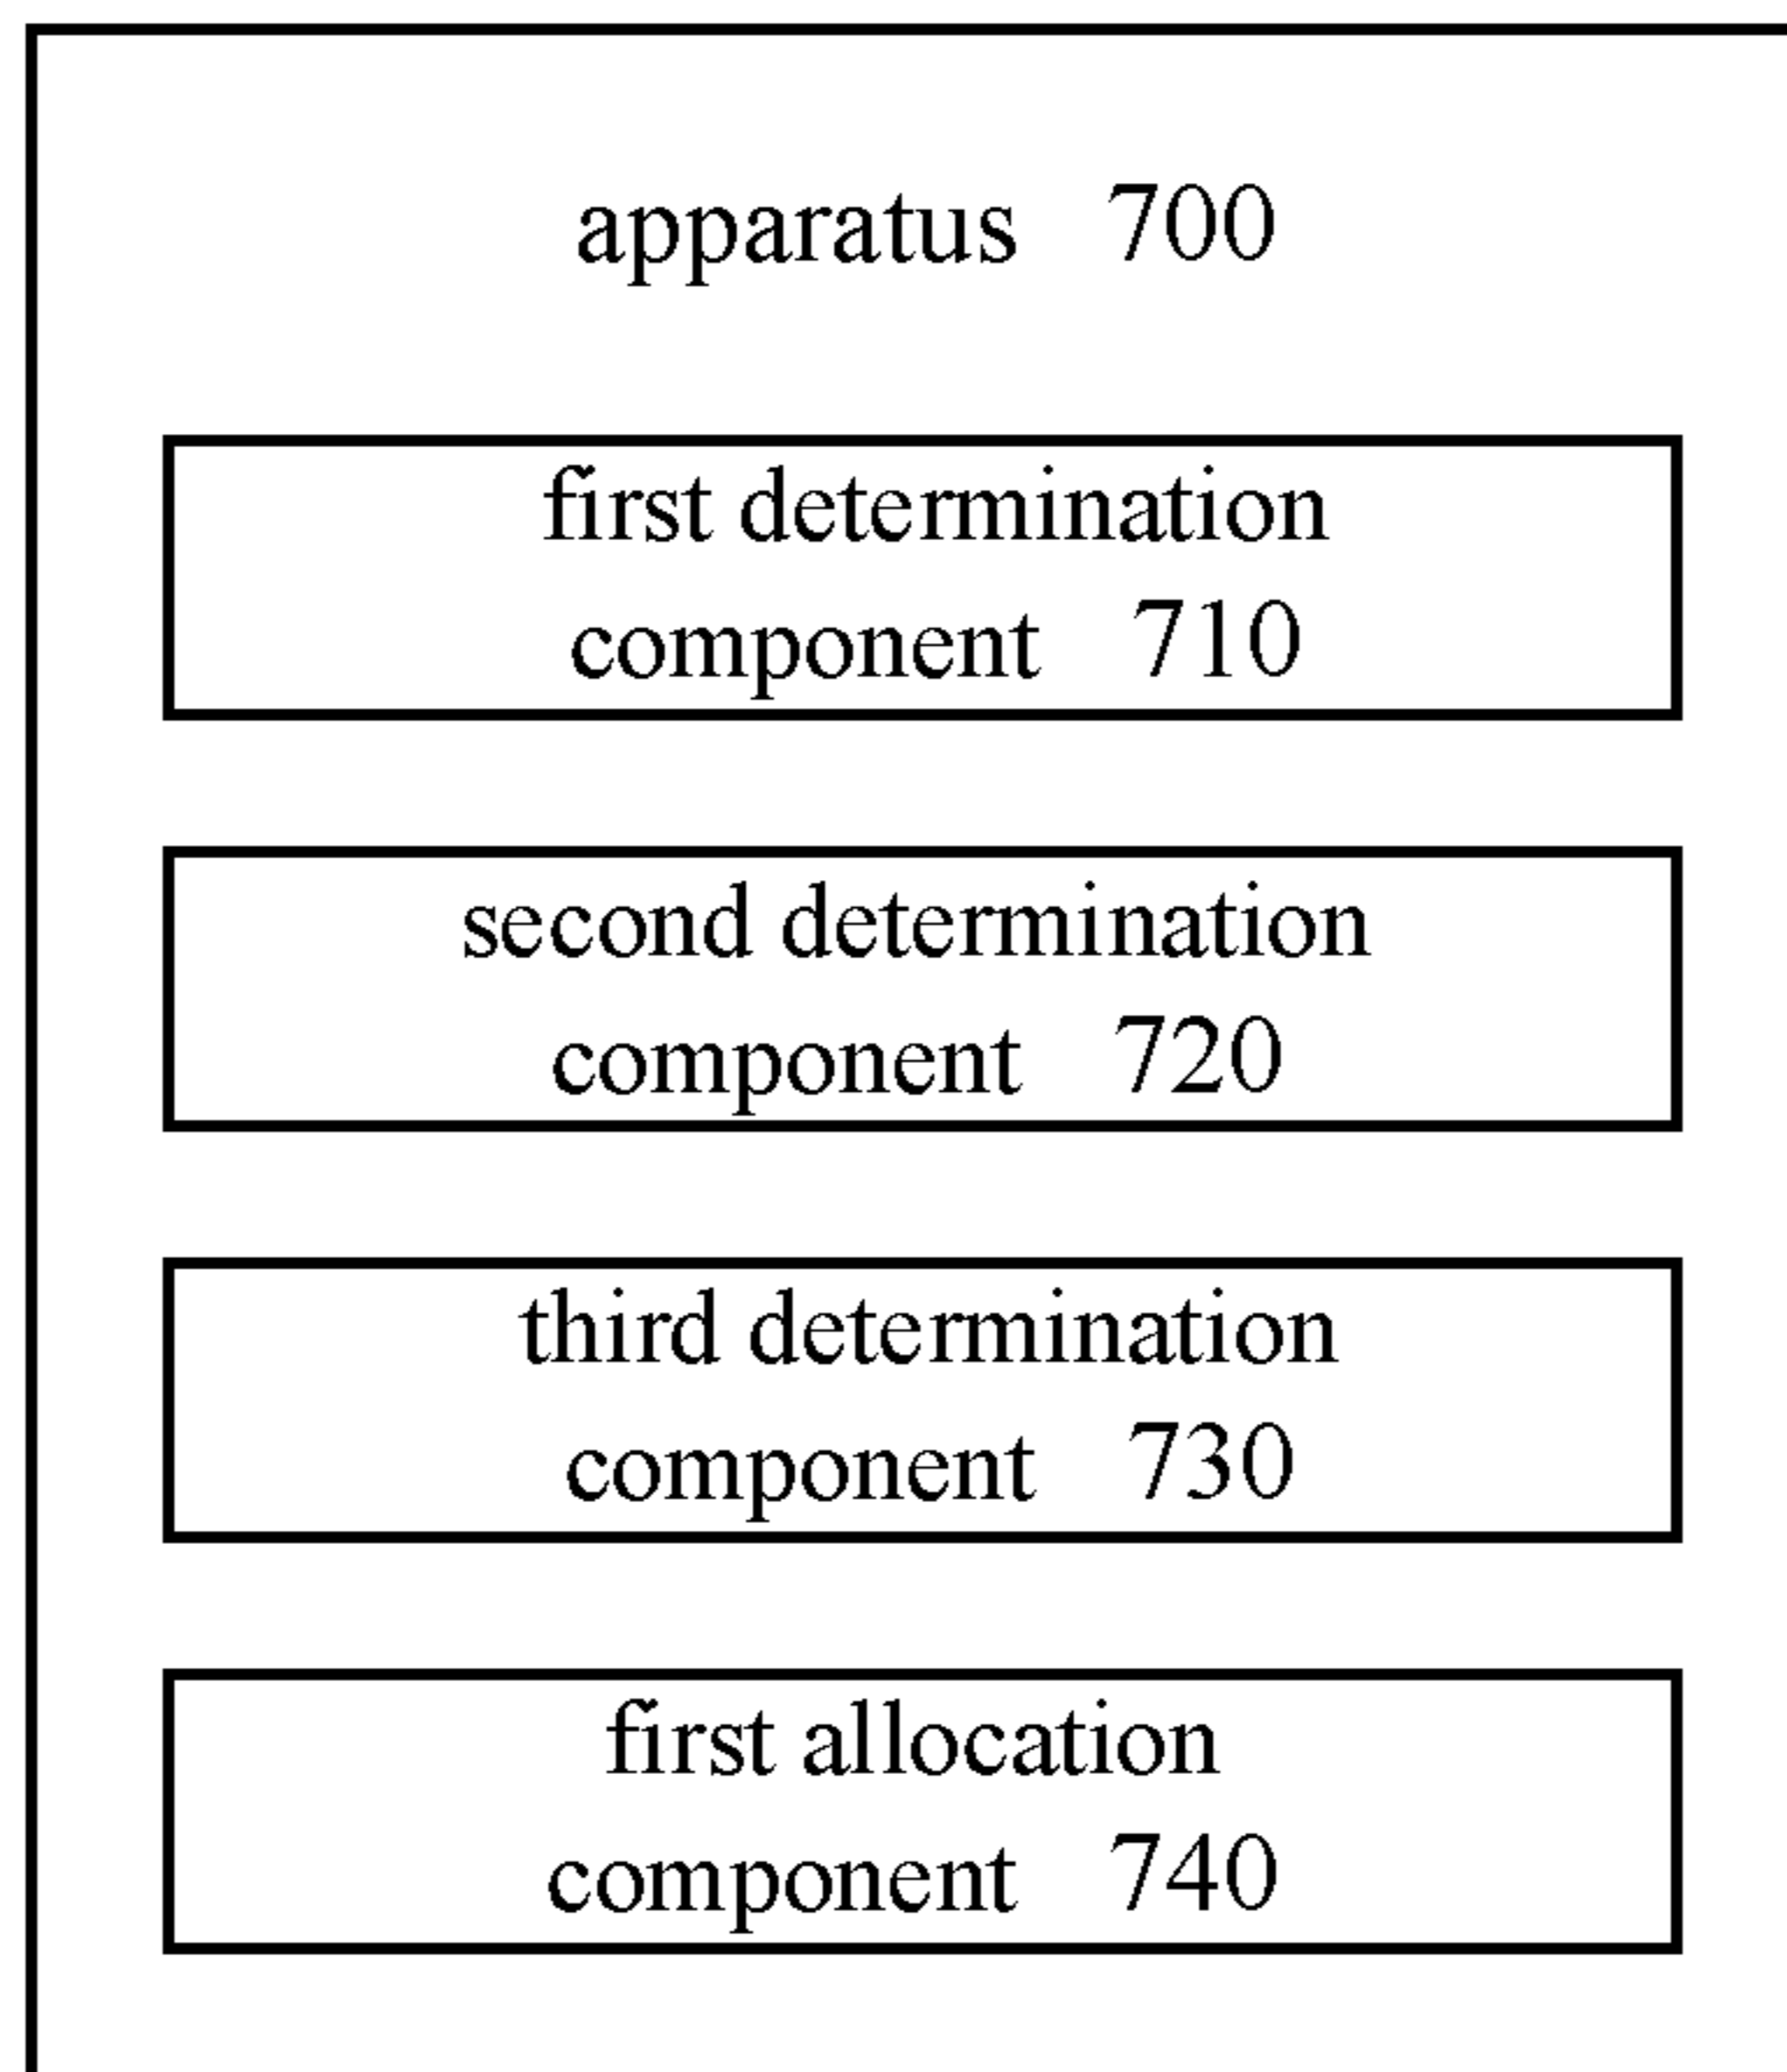 apparatus 700
first determination
component 710
second determination
component 720
third determination
component 730
first allocation
component 740